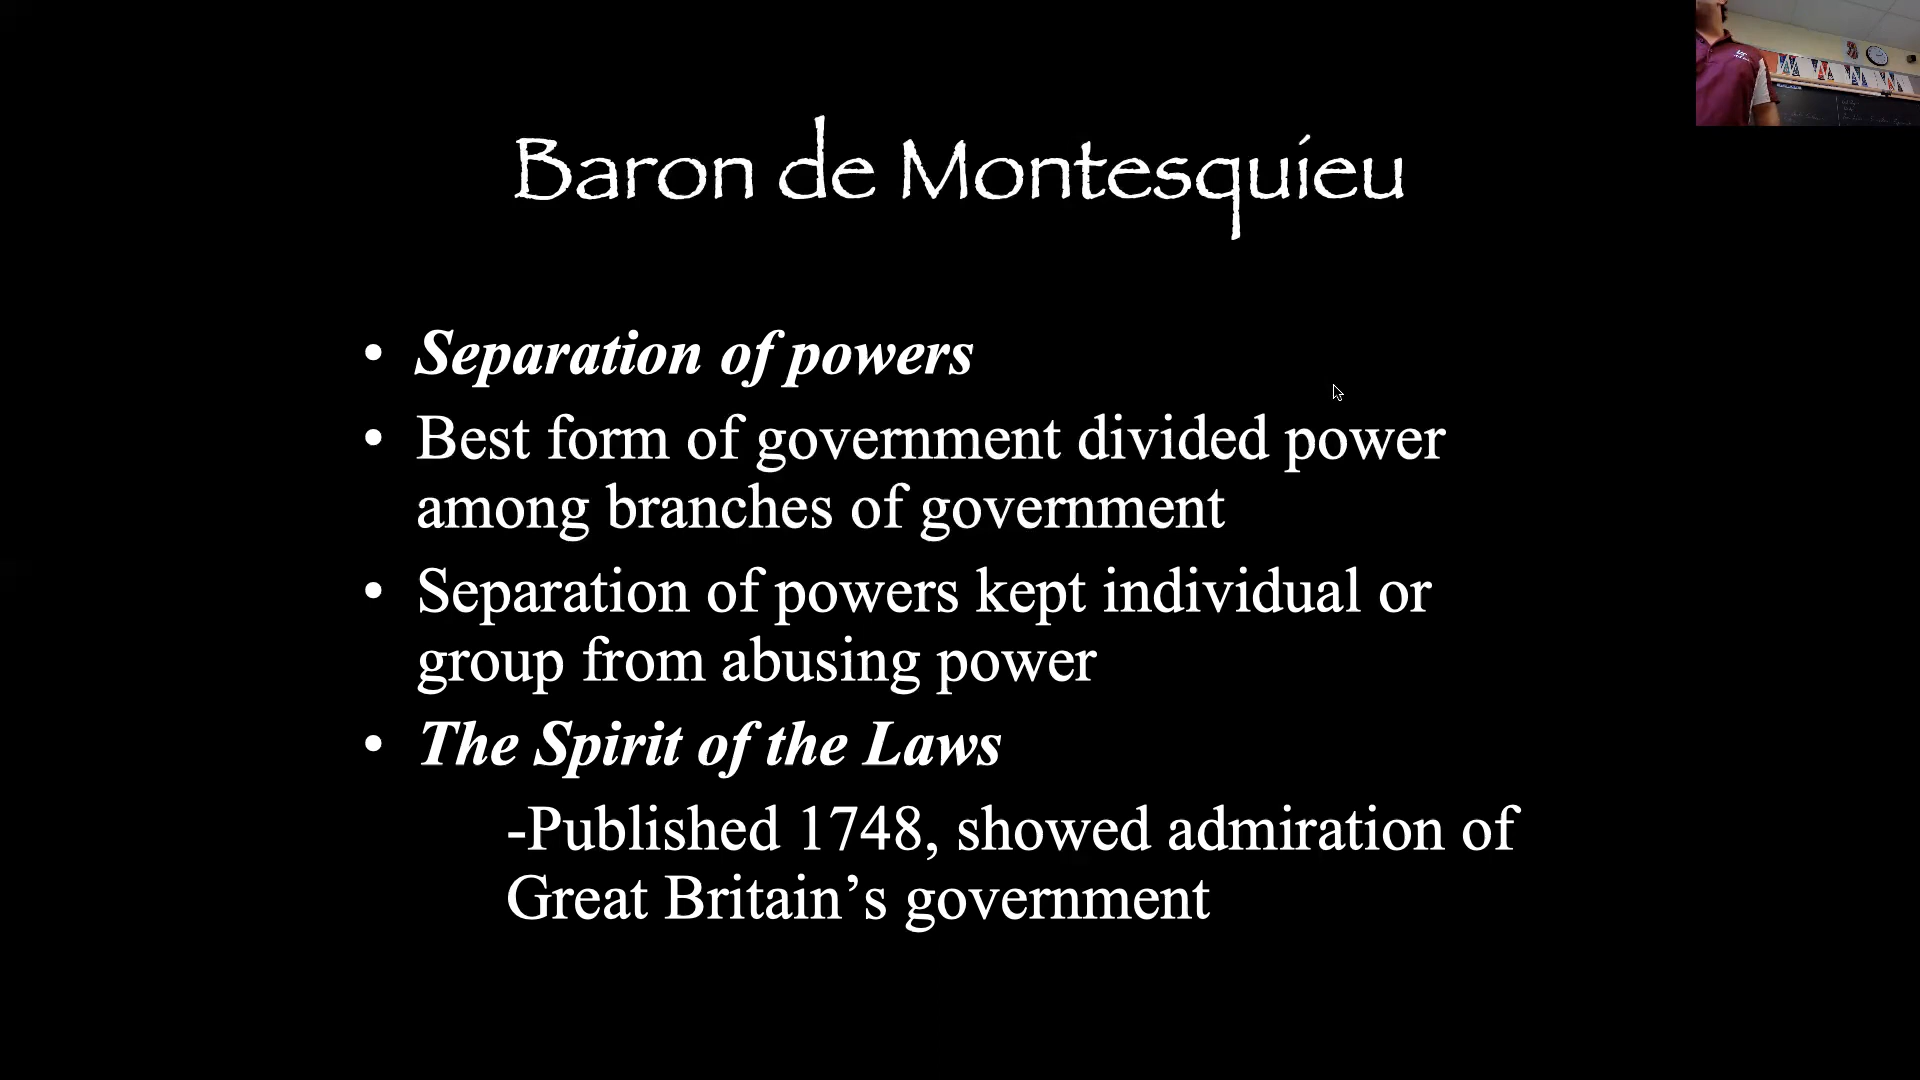 Baron de Montesquieu
• Separation of powers
• Best form of government divided power
among branches of government
• Separation of powers kept individual or
group from abusing power
• The Spirit of the Laws
-Published 1748, showed admiration of
Great Britain’s government